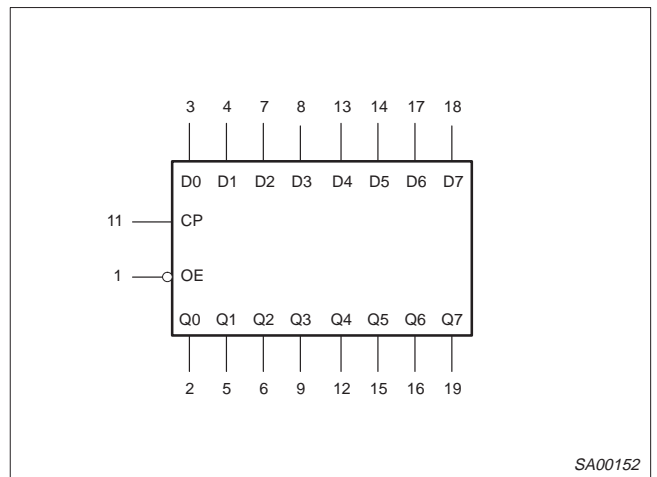 3 4 7 8 13 14 17 18
D0 D1 D2 D3 D4 D5 D6 D7
11 CP
1 OE
Q0 Q1 Q2 Q3 Q4 Q5 Q6 Q7
2 5 6 9 12 15 16 19
SA00152